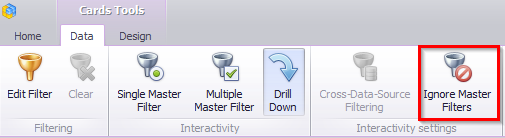 Cards Tools
Home Data Design
Edit Filter Clear Single Master Filter Multiple Master Filter Drill Down Cross-Data-Source Filtering Ignore Master Filters
Filtering Interactivity Interactivity settings